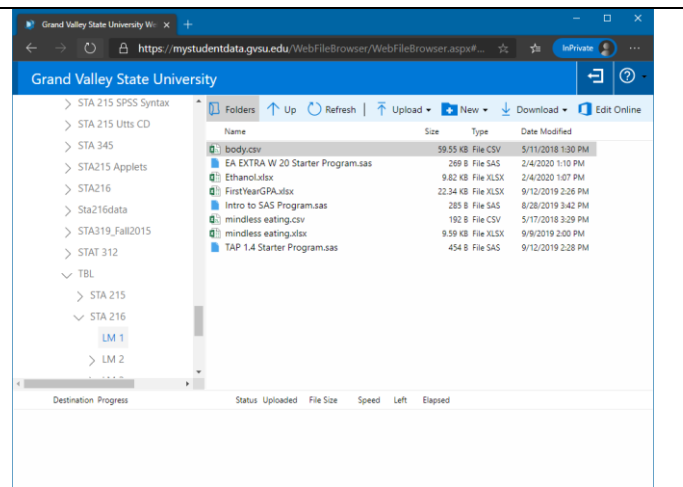 Grand Valley State University We
https://mystudentdata.gvsu.edu/WebFileBrowser/WebFileBrowser.aspx#...
InPrivate
Grand Valley State University
STA 215 SPSS Syntax
STA 215 Utts CD
STA 345
STA215 Applets
STA216
Sta216data
STA319_Fall2015
STAT 312
TBL
STA 215
STA 216
LM 1
LM 2
Folders Up Refresh Upload New Download Edit Online
Name Size Type Date Modified
body.csv 59.55 KB File CSV 5/11/2018 1:30 PM
EA EXTRA W 20 Starter Program.sas 269 B File SAS 2/4/2020 1:10 PM
Ethanol.xlsx 9.82 KB File XLSX 2/4/2020 1:07 PM
FirstYearGPA.xlsx 22.34 KB File XLSX 9/12/2019 2:26 PM
Intro to SAS Program.sas 285 B File SAS 8/28/2019 3:42 PM
mindless eating.csv 192 B File CSV 5/17/2018 3:29 PM
mindless eating.xlsx 9.59 KB File XLSX 9/9/2019 2:00 PM
TAP 1.4 Starter Program.sas 454 B File SAS 9/12/2019 2:28 PM
Destination Progress Status Uploaded File Size Speed Left Elapsed